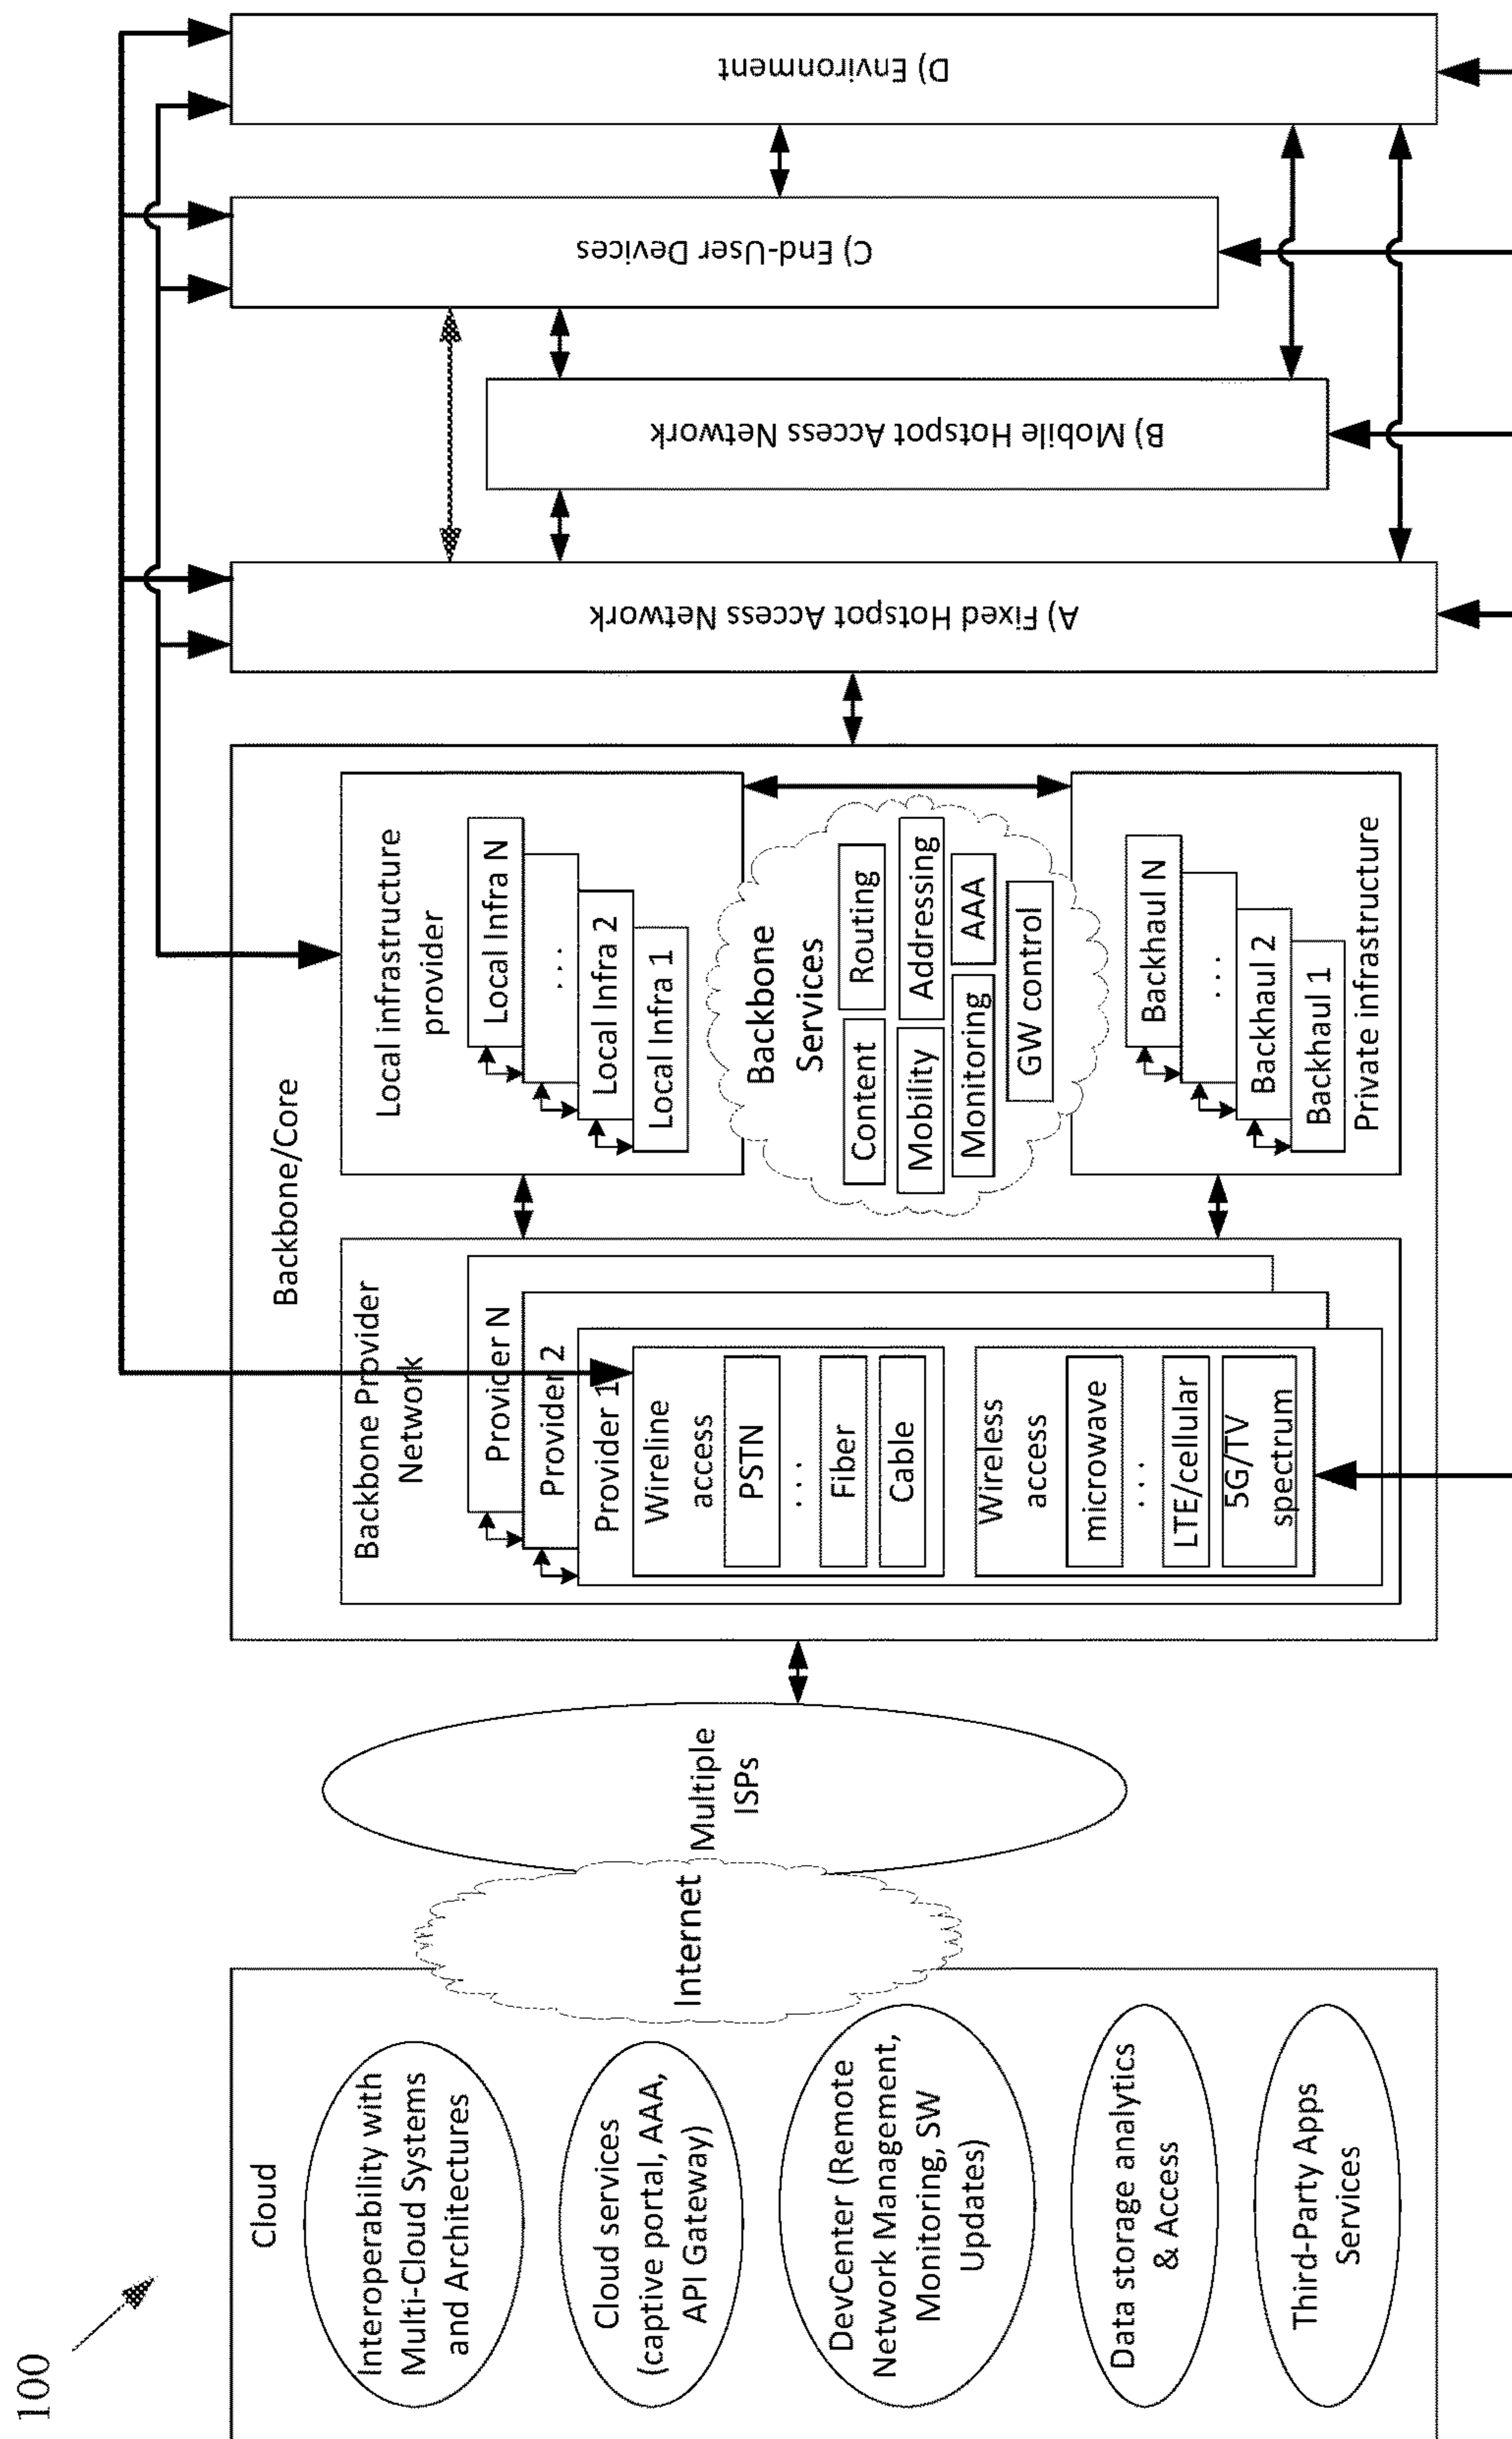 100
Cloud
Interoperability with
Multi-Cloud Systems
and Architectures
Cloud services
(captive portal, AAA,
API Gateway)
DevCenter (Remote
Network Management,
Monitoring, SW
Updates)
Data storage analytics
& Access
Third-Party Apps
Services
Internet
Multiple
ISPs
Backbone/Core
Backbone Provider
Network
Provider N
Provider 2
Provider 1
Wireline
access
PSTN
...
Fiber
Cable
Wireless
access
microwave
...
LTE/cellular
5G/TV
spectrum
Local infrastructure
provider
Local Infra N
...
Local Infra 2
Local Infra 1
Backbone
Services
Content
Routing
Mobility
Addressing
Monitoring
AAA
GW control
Backhaul N
...
Backhaul 2
Backhaul 1
Private infrastructure
A) Fixed Hotspot Access Network
B) Mobile Hotspot Access Network
C) End-User Devices
D) Environment